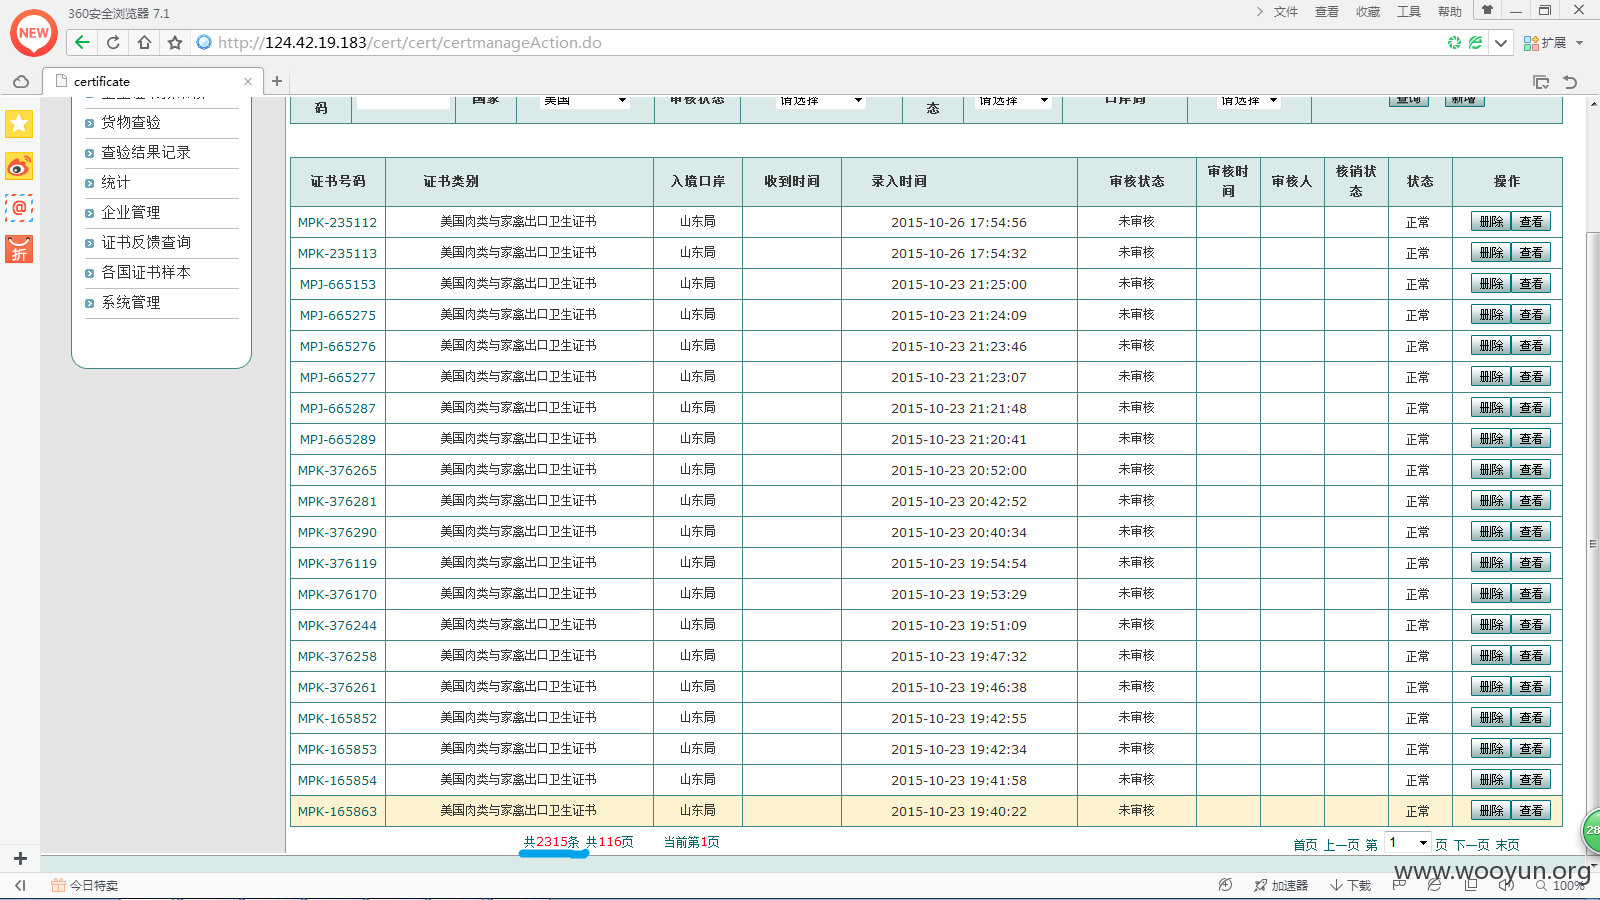 360安全浏览器 7.1
文件 查看 收藏 工具 帮助
NEW
http://124.42.19.183/cert/cert/certmanageAction.do
扩展
certificate
码 国家 美国 审核状态 请选择 态 请选择 口岸局 请选择 查询 新增
货物查验
查验结果记录
统计
企业管理
证书反馈查询
各国证书样本
系统管理
折
证书号码 证书类别 入境口岸 收到时间 录入时间 审核状态 审核时间 审核人 核销状态 状态 操作
MPK-235112 美国肉类与家禽出口卫生证书 山东局 2015-10-26 17:54:56 未审核 正常 删除 查看
MPK-235113 美国肉类与家禽出口卫生证书 山东局 2015-10-26 17:54:32 未审核 正常 删除 查看
MPJ-665153 美国肉类与家禽出口卫生证书 山东局 2015-10-23 21:25:00 未审核 正常 删除 查看
MPJ-665275 美国肉类与家禽出口卫生证书 山东局 2015-10-23 21:24:09 未审核 正常 删除 查看
MPJ-665276 美国肉类与家禽出口卫生证书 山东局 2015-10-23 21:23:46 未审核 正常 删除 查看
MPJ-665277 美国肉类与家禽出口卫生证书 山东局 2015-10-23 21:23:07 未审核 正常 删除 查看
MPJ-665287 美国肉类与家禽出口卫生证书 山东局 2015-10-23 21:21:48 未审核 正常 删除 查看
MPJ-665289 美国肉类与家禽出口卫生证书 山东局 2015-10-23 21:20:41 未审核 正常 删除 查看
MPK-376265 美国肉类与家禽出口卫生证书 山东局 2015-10-23 20:52:00 未审核 正常 删除 查看
MPK-376281 美国肉类与家禽出口卫生证书 山东局 2015-10-23 20:42:52 未审核 正常 删除 查看
MPK-376290 美国肉类与家禽出口卫生证书 山东局 2015-10-23 20:40:34 未审核 正常 删除 查看
MPK-376119 美国肉类与家禽出口卫生证书 山东局 2015-10-23 19:54:54 未审核 正常 删除 查看
MPK-376170 美国肉类与家禽出口卫生证书 山东局 2015-10-23 19:53:29 未审核 正常 删除 查看
MPK-376244 美国肉类与家禽出口卫生证书 山东局 2015-10-23 19:51:09 未审核 正常 删除 查看
MPK-376258 美国肉类与家禽出口卫生证书 山东局 2015-10-23 19:47:32 未审核 正常 删除 查看
MPK-376261 美国肉类与家禽出口卫生证书 山东局 2015-10-23 19:46:38 未审核 正常 删除 查看
MPK-165852 美国肉类与家禽出口卫生证书 山东局 2015-10-23 19:42:55 未审核 正常 删除 查看
MPK-165853 美国肉类与家禽出口卫生证书 山东局 2015-10-23 19:42:34 未审核 正常 删除 查看
MPK-165854 美国肉类与家禽出口卫生证书 山东局 2015-10-23 19:41:58 未审核 正常 删除 查看
MPK-165863 美国肉类与家禽出口卫生证书 山东局 2015-10-23 19:40:22 未审核 正常 删除 查看
共2315条 共116页 当前第1页 首页 上一页 第 1 页 下一页 末页
28
www.wooyun.org
今日特卖 加速器 下载 100%